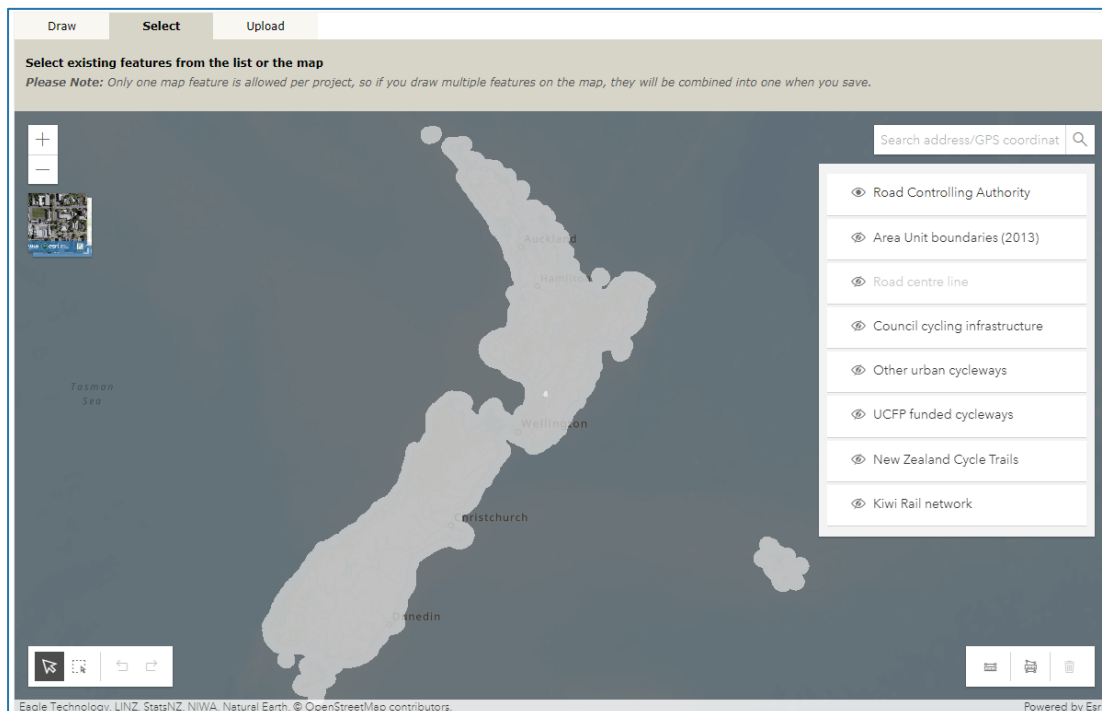 Draw Select Upload
Select existing features from the list or the map
Please Note: Only one map feature is allowed per project, so if you draw multiple features on the map, they will be combined into one when you save.
Search address/GPS coordinat
Road Controlling Authority
Area Unit boundaries (2013)
Road centre line
Council cycling infrastructure
Other urban cycleways
UCFP funded cycleways
New Zealand Cycle Trails
Kiwi Rail network
Auckland
Hamilton
Tasman
Sea
Wellington
Christchurch
Dunedin
Eagle Technology, LINZ, StatsNZ, NIWA, Natural Earth, © OpenStreetMap contributors.
Powered by Esr